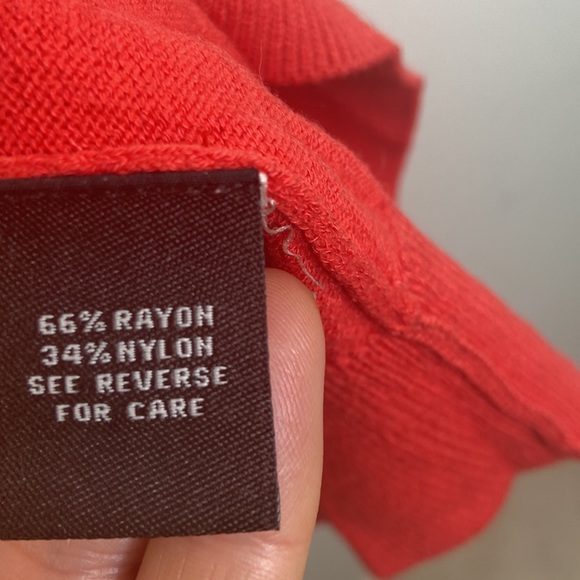 66% RAYON
34% NYLON
SEE REVERSE
FOR CARE